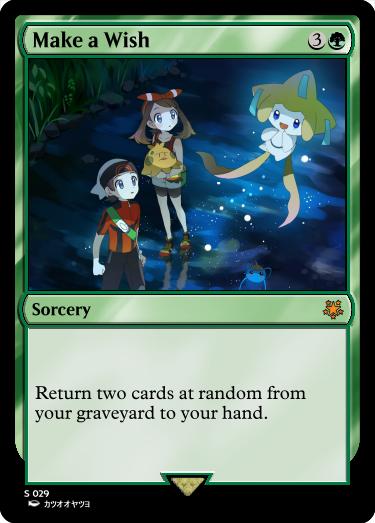 Make a Wish 3
Sorcery
Return two cards at random from
your graveyard to your hand.
S 029
カツオオヤツヨ